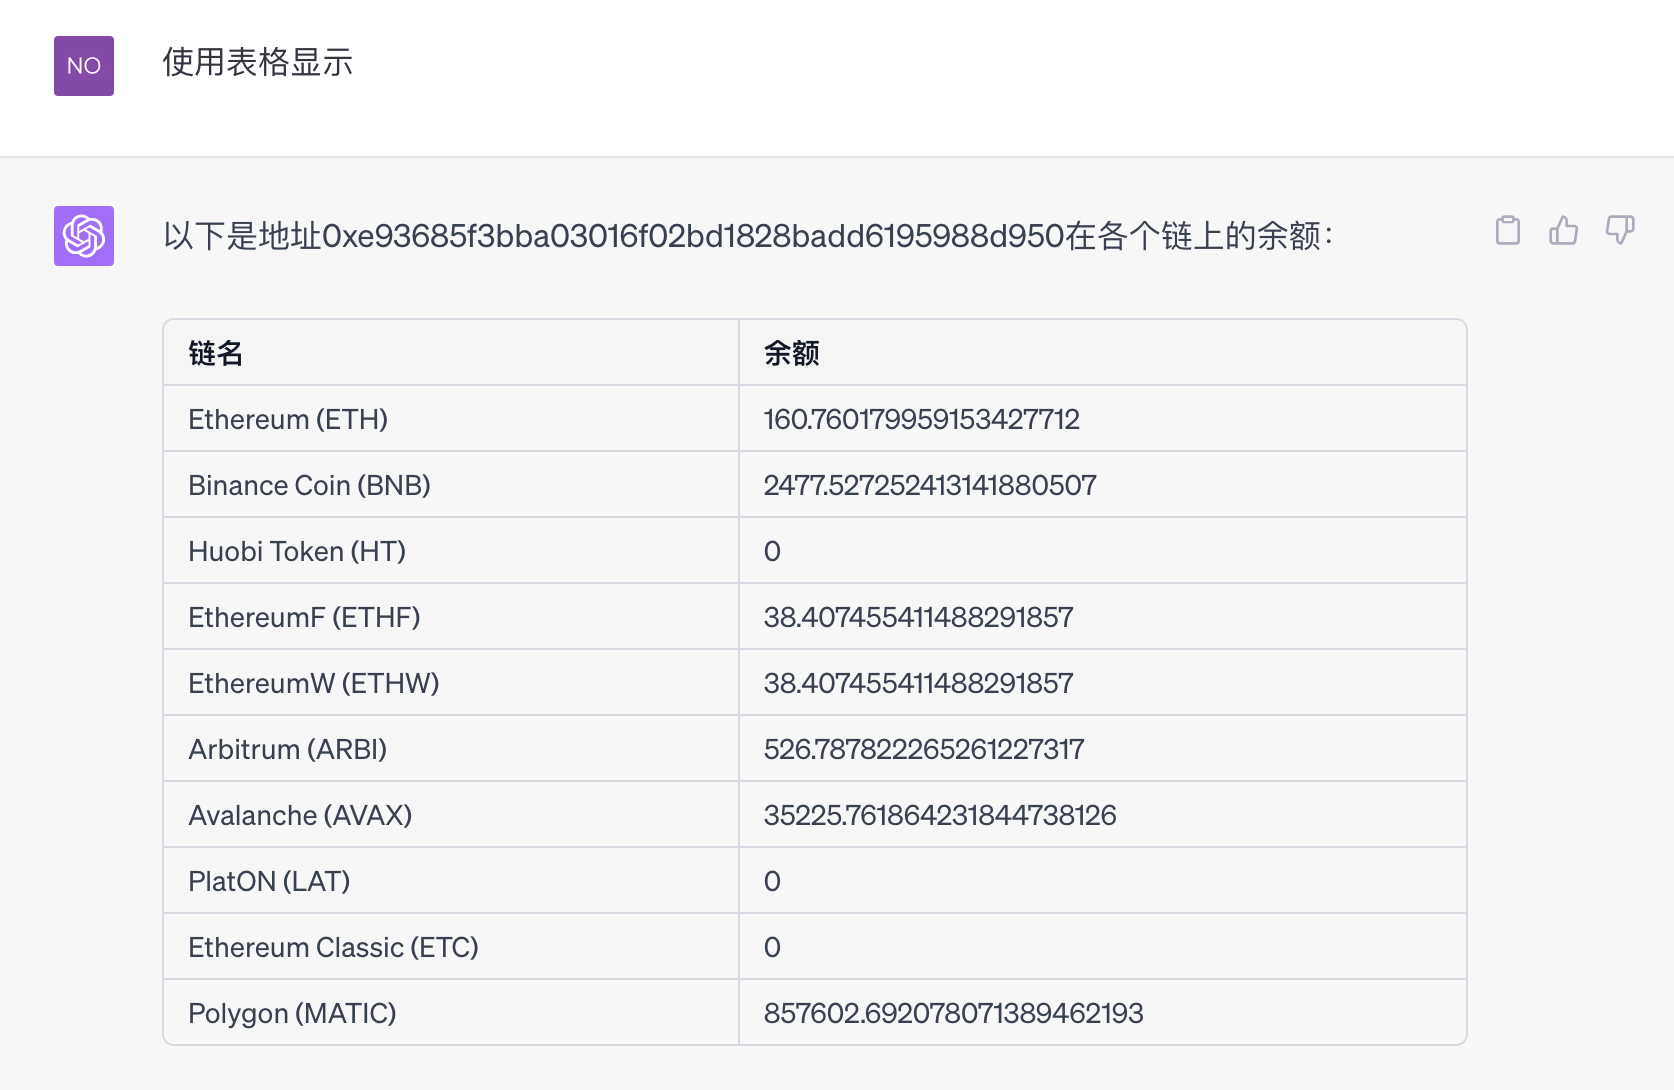 NO
使用表格显示
以下是地址0xe93685f3bba03016f02bd1828badd6195988d950在各个链上的余额：
链名 余额
Ethereum (ETH) 160.760179959153427712
Binance Coin (BNB) 2477.527252413141880507
Huobi Token (HT) 0
EthereumF (ETHF) 38.407455411488291857
EthereumW (ETHW) 38.407455411488291857
Arbitrum (ARBI) 526.787822265261227317
Avalanche (AVAX) 35225.761864231844738126
PlatON (LAT) 0
Ethereum Classic (ETC) 0
Polygon (MATIC) 857602.692078071389462193